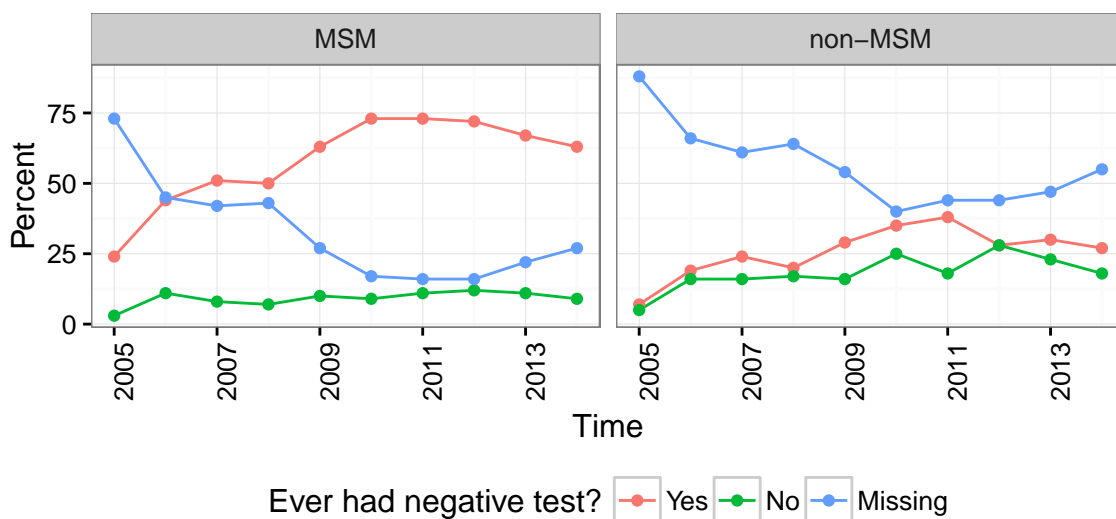 MSM
non−MSM
Percent
75
50
25
0
2005
2007
2009
2011
2013
2005
2007
2009
2011
2013
Time
Ever had negative test? Yes No Missing